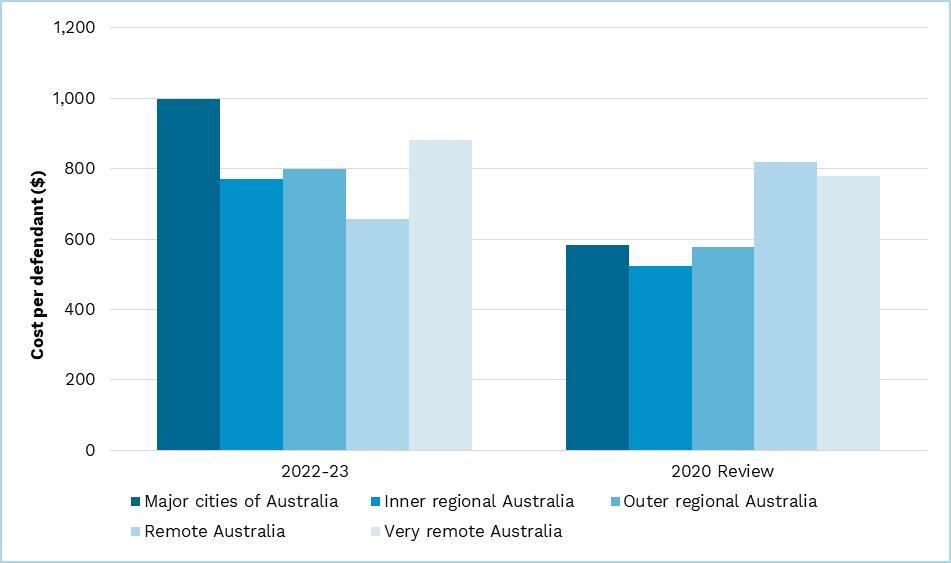 1,200
1,000
800
600
400
200
0
Cost per defendant ($)
2022-23
2020 Review
Major cities of Australia
Inner regional Australia
Outer regional Australia
Remote Australia
Very remote Australia